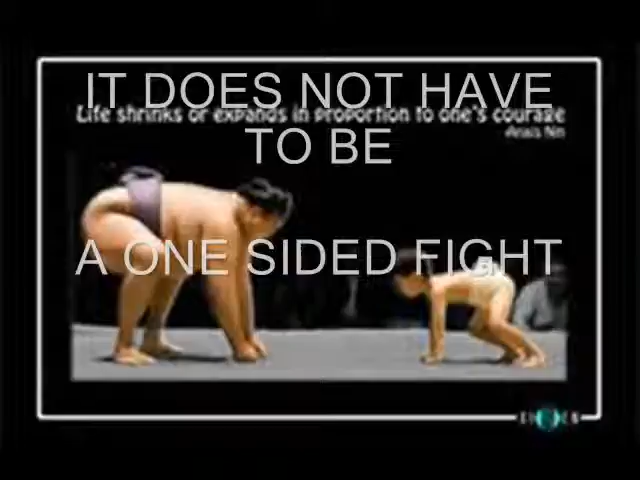 IT DOES NOT HAVE
Life shrinks or expands in proportion to one's courage
Anais Nin
TO BE
A ONE SIDED FIGHT